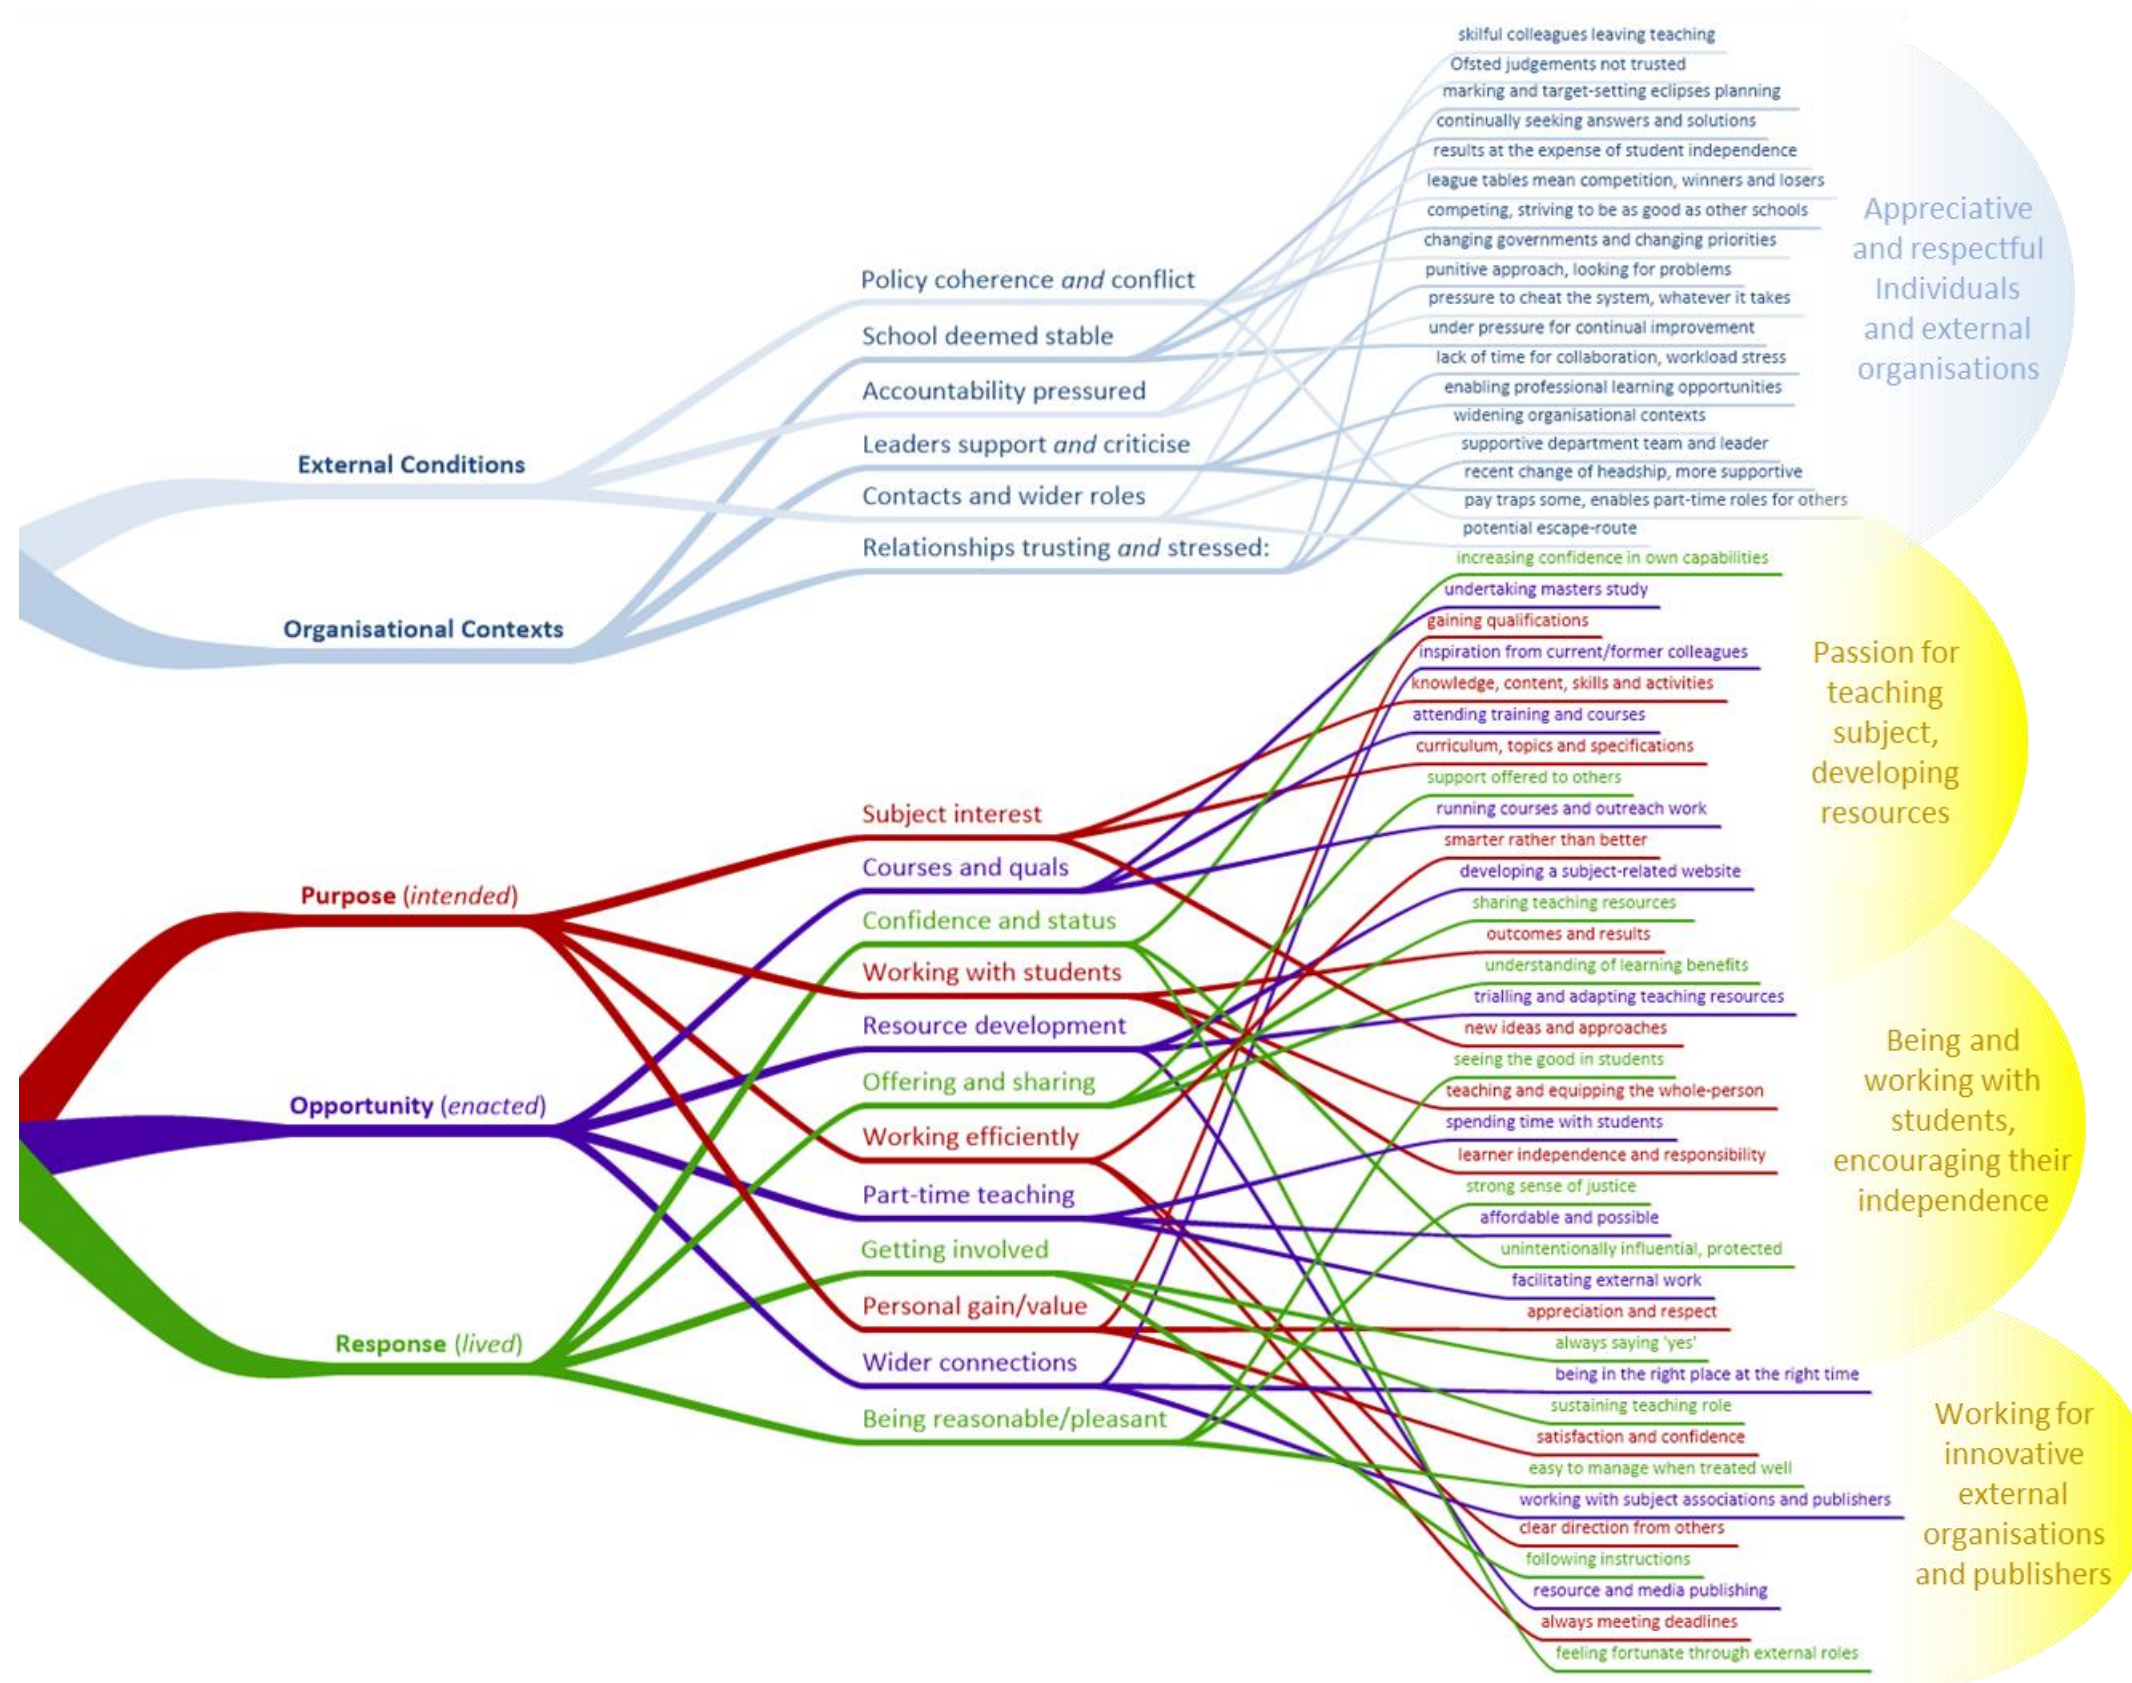 External Conditions
Organisational Contexts
Purpose (intended)
Opportunity (enacted)
Response (lived)
Policy coherence and conflict
School deemed stable
Accountability pressured
Leaders support and criticise
Contacts and wider roles
Relationships trusting and stressed:
Subject interest
Courses and quals
Confidence and status
Working with students
Resource development
Offering and sharing
Working efficiently
Part-time teaching
Getting involved
Personal gain/value
Wider connections
Being reasonable/pleasant
skilful colleagues leaving teaching
Ofsted judgements not trusted
marking and target-setting eclipses planning
continually seeking answers and solutions
results at the expense of student independence
league tables mean competition, winners and losers
competing, striving to be as good as other schools
changing governments and changing priorities
punitive approach, looking for problems
pressure to cheat the system, whatever it takes
under pressure for continual improvement
lack of time for collaboration, workload stress
enabling professional learning opportunities
widening organisational contexts
supportive department team and leader
recent change of headship, more supportive
pay traps some, enables part-time roles for others
potential escape-route
increasing confidence in own capabilities
undertaking masters study
gaining qualifications
inspiration from current/former colleagues
knowledge, content, skills and activities
attending training and courses
curriculum, topics and specifications
support offered to others
running courses and outreach work
smarter rather than better
developing a subject-related website
sharing teaching resources
outcomes and results
understanding of learning benefits
trialling and adapting teaching resources
new ideas and approaches
seeing the good in students
teaching and equipping the whole-person
spending time with students
learner independence and responsibility
strong sense of justice
affordable and possible
unintentionally influential, protected
facilitating external work
appreciation and respect
always saying 'yes'
being in the right place at the right time
sustaining teaching role
satisfaction and confidence
easy to manage when treated well
working with subject associations and publishers
clear direction from others
following instructions
resource and media publishing
always meeting deadlines
feeling fortunate through external roles
Appreciative
and respectful
Individuals
and external
organisations
Passion for
teaching
subject,
developing
resources
Being and
working with
students,
encouraging their
independence
Working for
innovative
external
organisations
and publishers